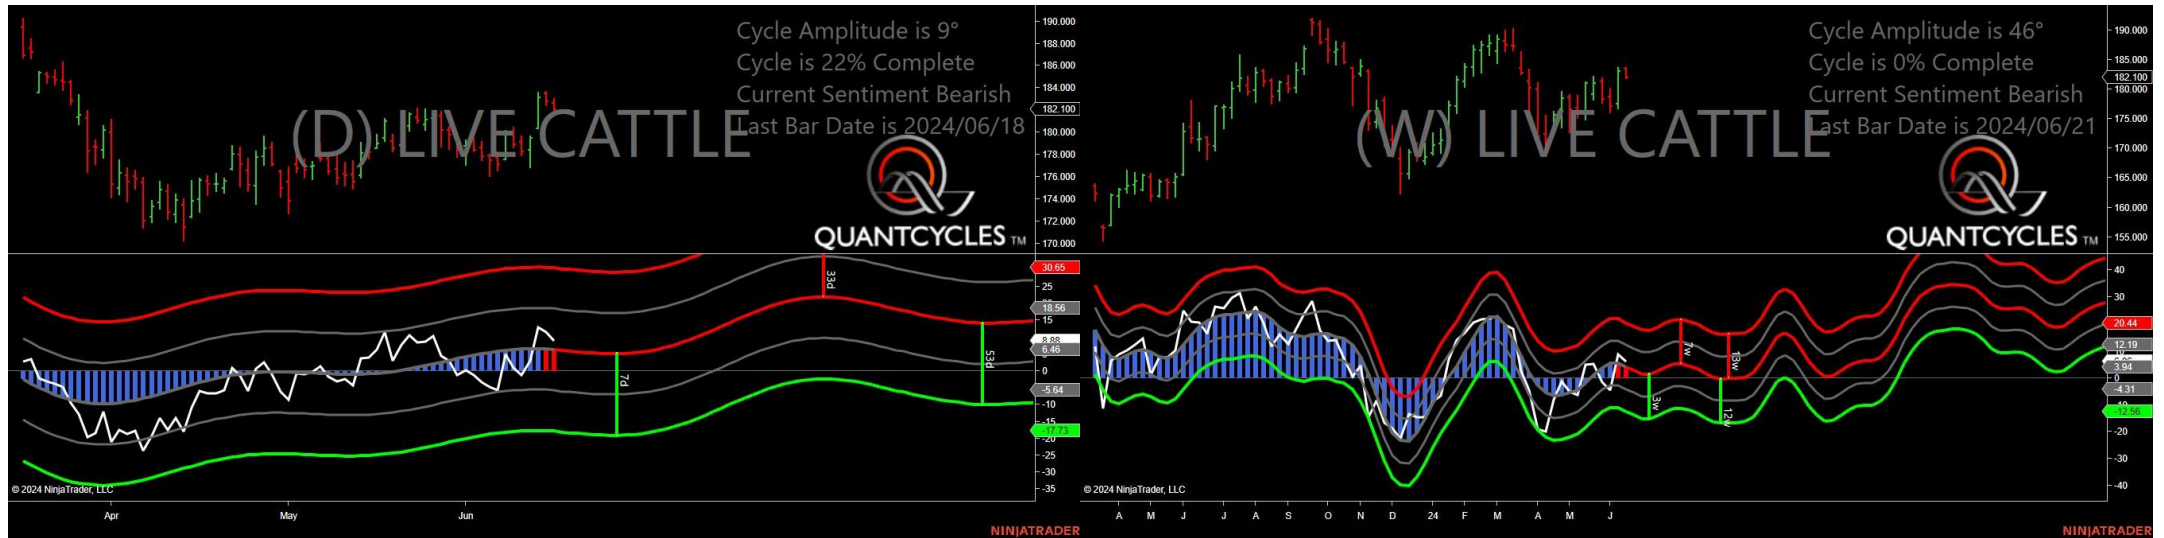 Cycle Amplitude is 9°
Cycle is 22% Complete
Current Sentiment Bearish
Last Bar Date is 2024/06/18
(D) LIVE CATTLE
QUANTCYCLES TM
190.000
188.000
186.000
184.000
182.100
180.000
178.000
176.000
174.000
172.000
170.000
30.65
25
18.56
15
8.88
6.46
0
-5.64
-10
-17.73
-20
-25
-30
-35
33d
7d
53d
© 2024 NinjaTrader, LLC
Apr May Jun
NINJATRADER
Cycle Amplitude is 46°
Cycle is 0% Complete
Current Sentiment Bearish
Last Bar Date is 2024/06/21
(W) LIVE CATTLE
QUANTCYCLES TM
190.000
185.000
182.100
180.000
175.000
170.000
165.000
160.000
155.000
40
30
20.44
12.19
3.94
0
-4.31
-12.56
-20
-30
-40
7w
13w
3w
12w
© 2024 NinjaTrader, LLC
A M J J A S O N D 24 F M A M J
NINJATRADER